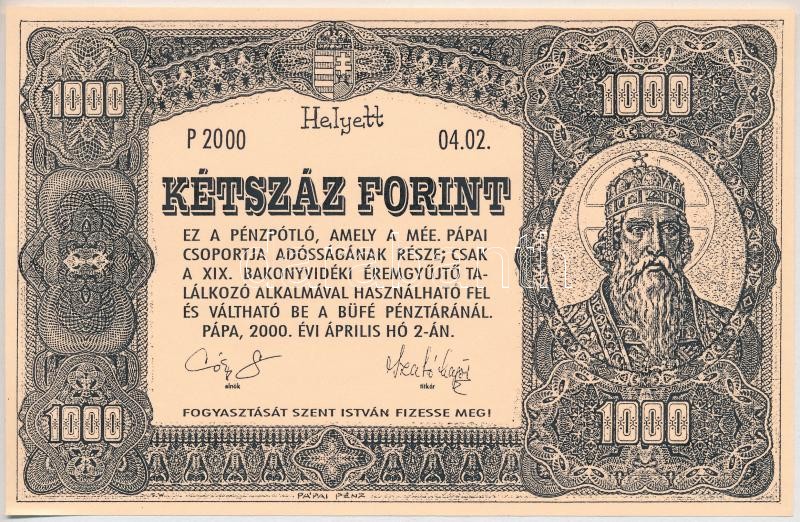 1000
1000
Helyett
P 2000 04.02.
KÉTSZÁZ FORINT
EZ A PÉNZPÓTLÓ, AMELY A MÉE. PÁPAI
CSOPORTJA ADÓSSÁGÁNAK RÉSZE; CSAK
A XIX. BAKONYVIDÉKI ÉREMGYŰJTŐ TA-
LÁLKOZÓ ALKALMÁVAL HASZNÁLHATÓ FEL
ÉS VÁLTHATÓ BE A BÜFÉ PÉNZTÁRÁNÁL.
PÁPA, 2000. ÉVI ÁPRILIS HÓ 2-ÁN.
elnök titkár
FOGYASZTÁSÁT SZENT ISTVÁN FIZESSE MEG!
1000
1000
S.W. PÁPAI PÉNZ